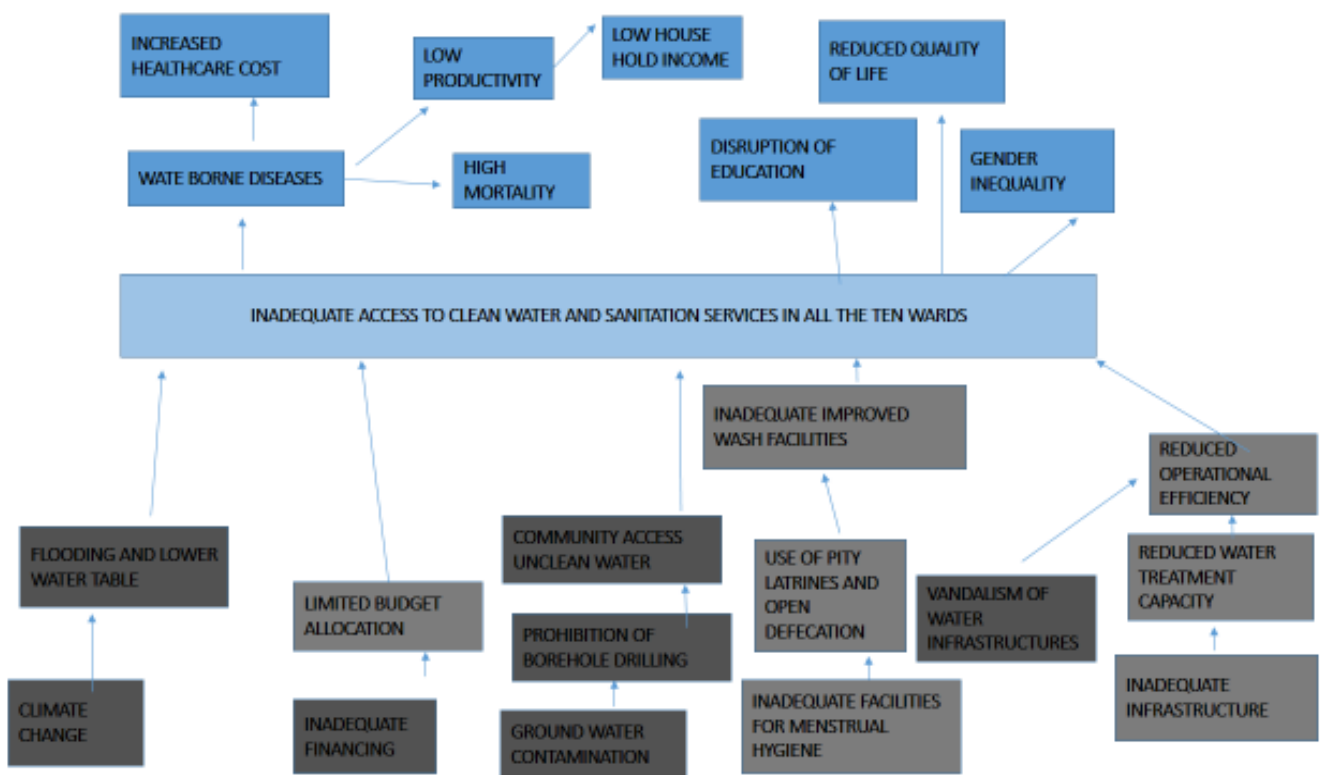 INCREASED
HEALTHCARE COST
LOW
PRODUCTIVITY
LOW HOUSE
HOLD INCOME
REDUCED QUALITY
OF LIFE
WATE BORNE DISEASES
HIGH
MORTALITY
DISRUPTION OF
EDUCATION
GENDER
INEQUALITY
INADEQUATE ACCESS TO CLEAN WATER AND SANITATION SERVICES IN ALL THE TEN WARDS
INADEQUATE IMPROVED
WASH FACILITIES
REDUCED
OPERATIONAL
EFFICIENCY
FLOODING AND LOWER
WATER TABLE
COMMUNITY ACCESS
UNCLEAN WATER
USE OF PITY
LATRINES AND
OPEN
DEFECATION
REDUCED WATER
TREATMENT
CAPACITY
LIMITED BUDGET
ALLOCATION
PROHIBITION OF
BOREHOLE DRILLING
VANDALISM OF
WATER
INFRASTRUCTURES
CLIMATE
CHANGE
INADEQUATE
FINANCING
GROUND WATER
CONTAMINATION
INADEQUATE FACILITIES
FOR MENSTRUAL
HYGIENE
INADEQUATE
INFRASTRUCTURE